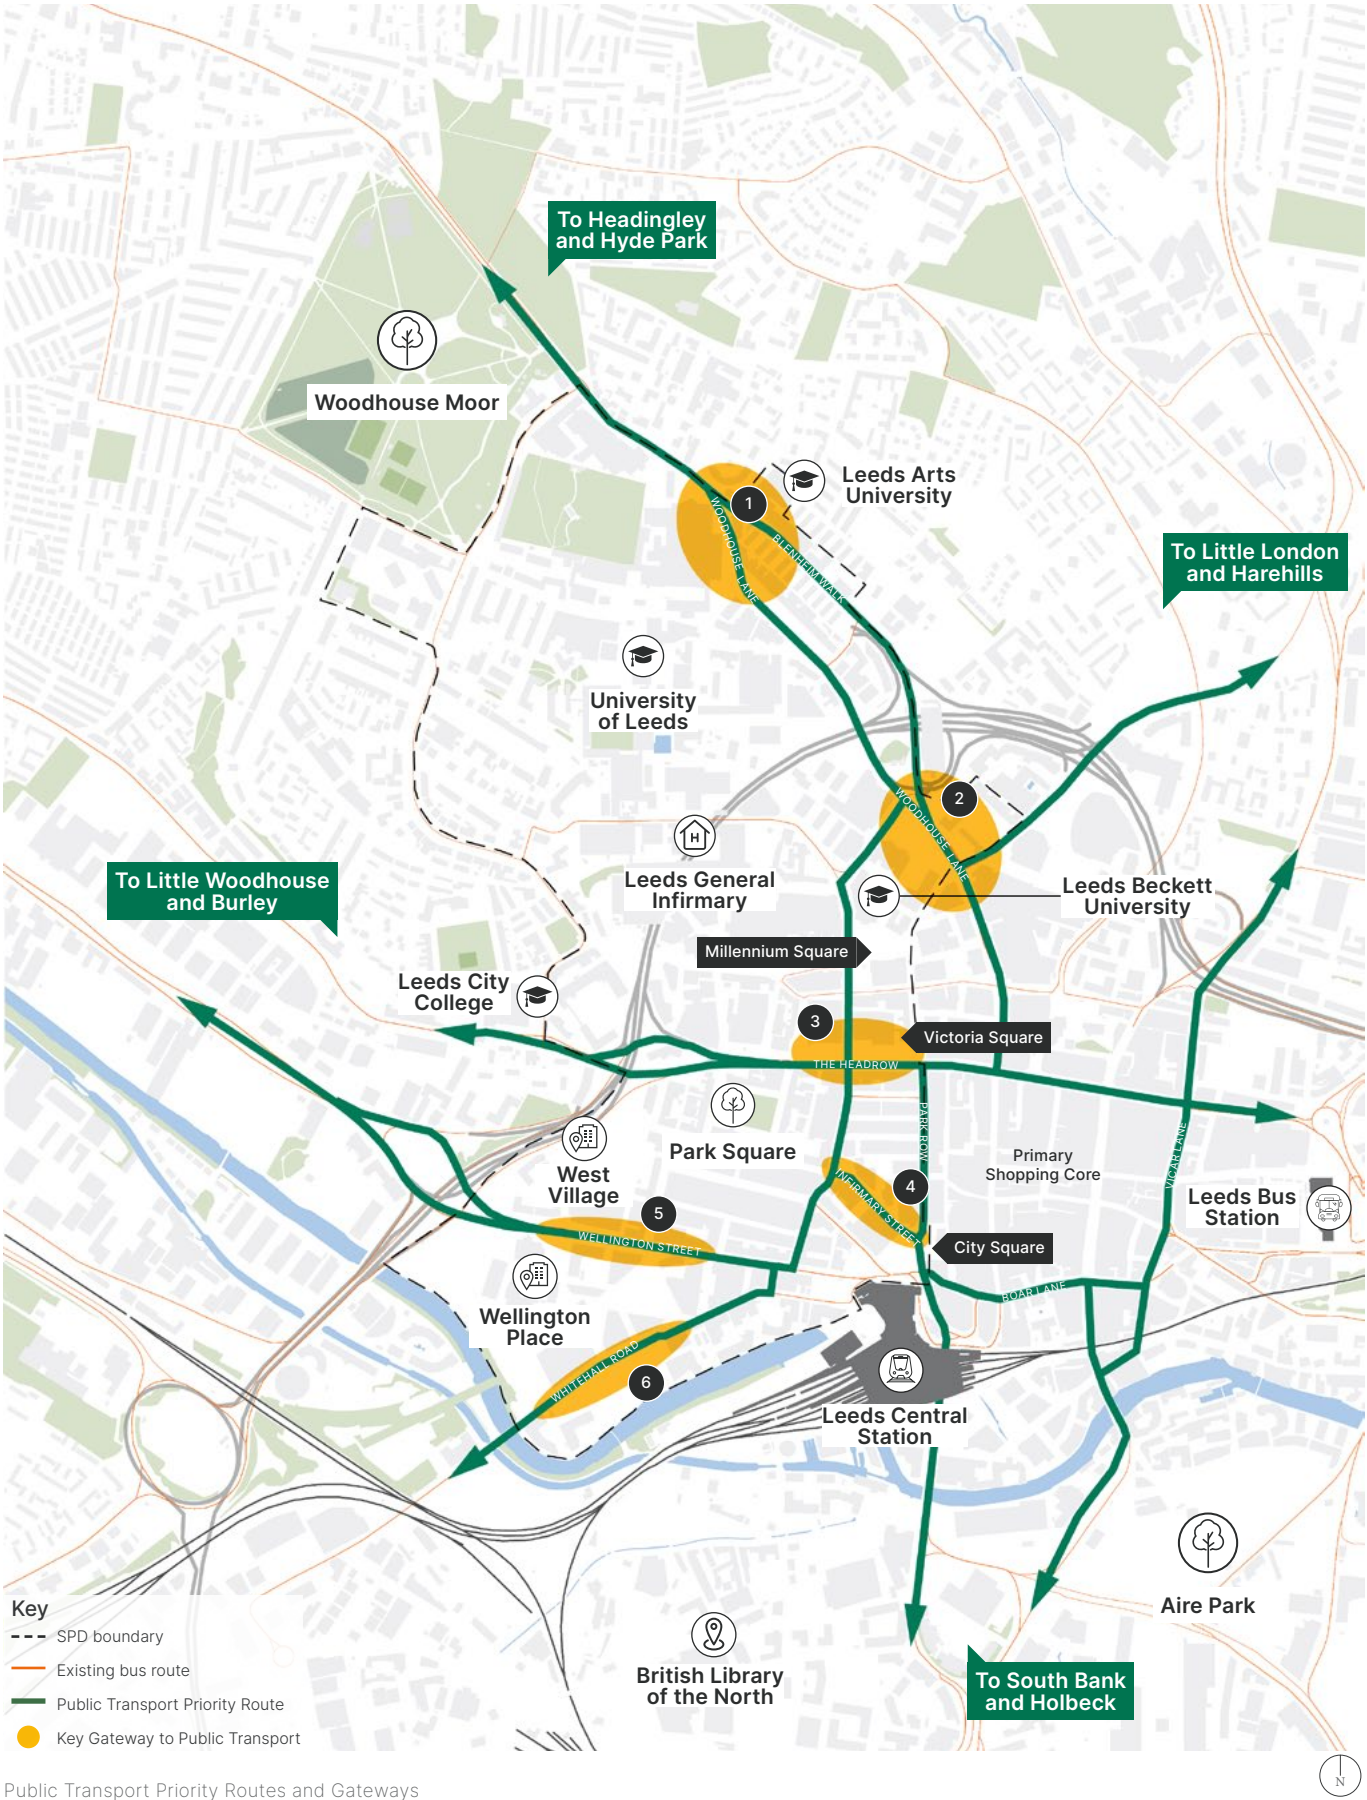 To Headingley
and Hyde Park
Woodhouse Moor
1
Leeds Arts
University
WOODHOUSE LANE
BLENHEIM WALK
To Little London
and Harehills
University
of Leeds
2
WOODHOUSE LANE
Leeds General
Infirmary
H
To Little Woodhouse
and Burley
Leeds Beckett
University
Millennium Square
Leeds City
College
3
Victoria Square
THE HEADROW
PARK ROW
Park Square
Primary
Shopping Core
VICAR LANE
West
Village
INFIRMARY STREET
4
Leeds Bus
Station
5
WELLINGTON STREET
City Square
BOAR LANE
Wellington
Place
WHITEHALL ROAD
6
Leeds Central
Station
Aire Park
British Library
of the North
To South Bank
and Holbeck
Key
SPD boundary
Existing bus route
Public Transport Priority Route
Key Gateway to Public Transport
N
Public Transport Priority Routes and Gateways